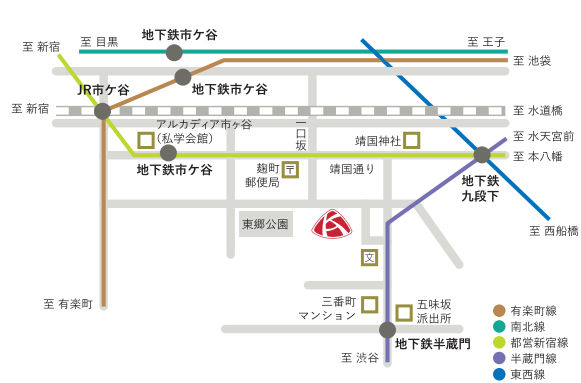 至 新宿
至 目黒
地下鉄市ケ谷
至 王子
至 池袋
JR市ケ谷
地下鉄市ケ谷
至 新宿
至 水道橋
アルカディア市ヶ谷
(私学会館)
一口坂
靖国神社
至 水天宮前
至 本八幡
地下鉄市ケ谷
麹町
郵便局
〒
靖国通り
地下鉄
九段下
東郷公園
至 西船橋
文
至 有楽町
三番町
マンション
五味坂
派出所
地下鉄半蔵門
至 渋谷
有楽町線
南北線
都営新宿線
半蔵門線
東西線